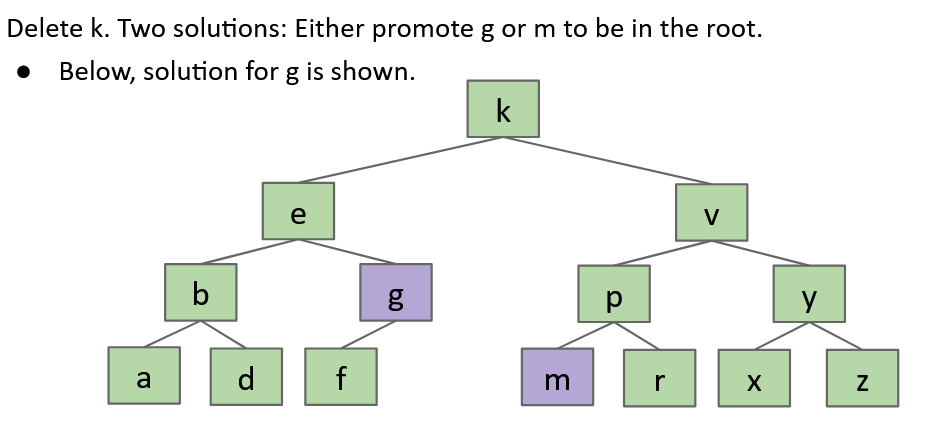 Delete k. Two solutions: Either promote g or m to be in the root.
● Below, solution for g is shown.
k
e v
b g p y
a d f m r x z